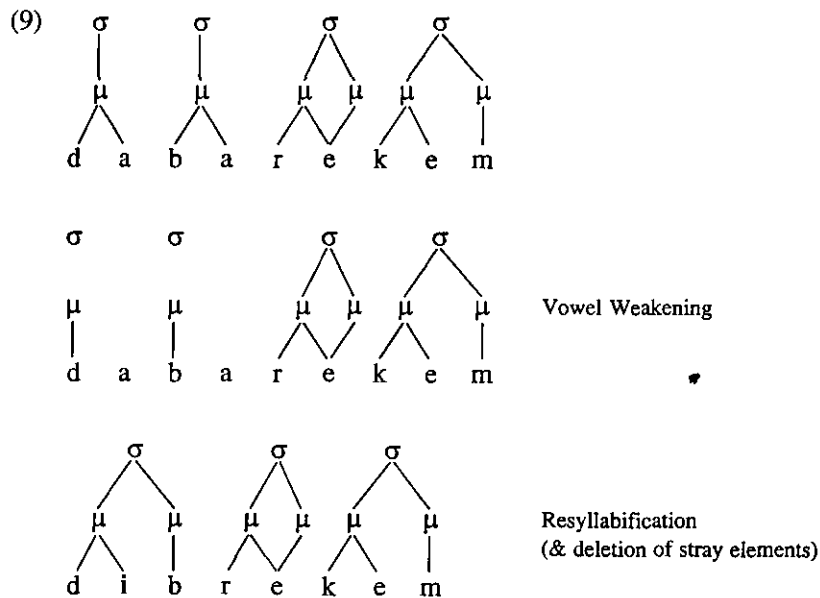 (9) σ σ σ σ
μ μ μ μ μ μ
d a b a r e k e m
σ σ σ σ
μ μ μ μ μ μ Vowel Weakening
d a b a r e k e m
σ σ σ
μ μ μ μ μ μ Resyllabification
(& deletion of stray elements)
d i b r e k e m